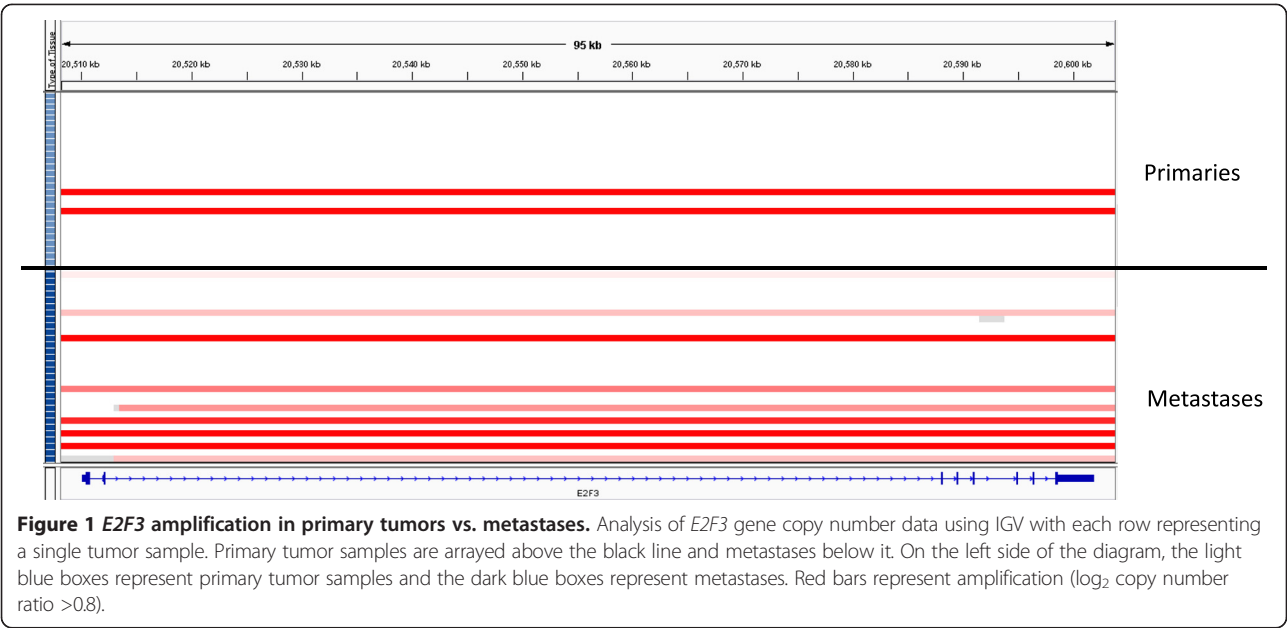 Type of Tissue
95 kb
20,510 kb 20,520 kb 20,530 kb 20,540 kb 20,550 kb 20,560 kb 20,570 kb 20,580 kb 20,590 kb 20,600 kb
Primaries
Metastases
E2F3
Figure 1 E2F3 amplification in primary tumors vs. metastases. Analysis of E2F3 gene copy number data using IGV with each row representing
a single tumor sample. Primary tumor samples are arrayed above the black line and metastases below it. On the left side of the diagram, the light
blue boxes represent primary tumor samples and the dark blue boxes represent metastases. Red bars represent amplification (log₂ copy number
ratio >0.8).